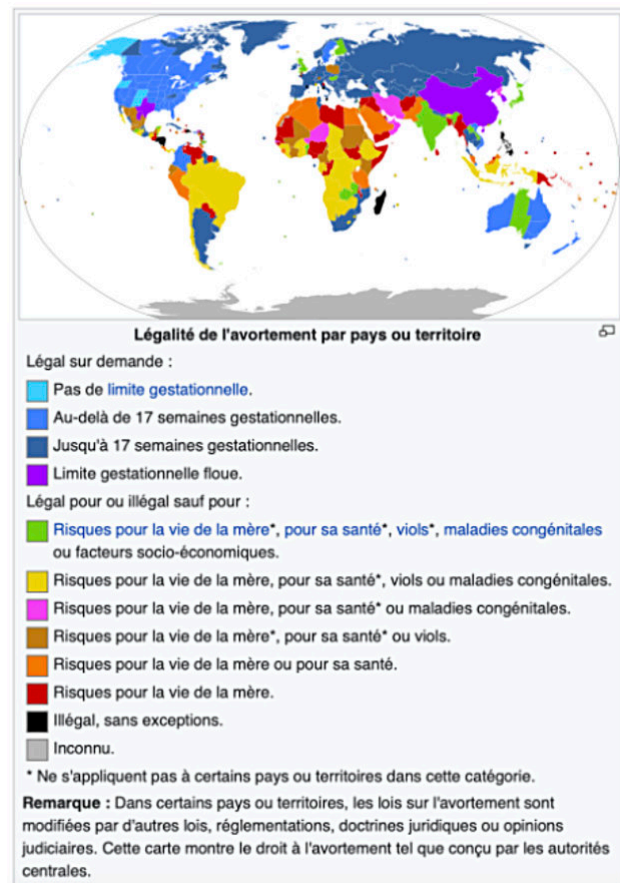 Légalité de l'avortement par pays ou territoire
Légal sur demande :
Pas de limite gestationnelle.
Au-delà de 17 semaines gestationnelles.
Jusqu'à 17 semaines gestationnelles.
Limite gestationnelle floue.
Légal pour ou illégal sauf pour :
Risques pour la vie de la mère*, pour sa santé*, viols*, maladies congénitales
ou facteurs socio-économiques.
Risques pour la vie de la mère, pour sa santé*, viols ou maladies congénitales.
Risques pour la vie de la mère, pour sa santé* ou maladies congénitales.
Risques pour la vie de la mère*, pour sa santé* ou viols.
Risques pour la vie de la mère ou pour sa santé.
Risques pour la vie de la mère.
Illégal, sans exceptions.
Inconnu.
* Ne s'appliquent pas à certains pays ou territoires dans cette catégorie.
Remarque : Dans certains pays ou territoires, les lois sur l'avortement sont
modifiées par d'autres lois, réglementations, doctrines juridiques ou opinions
judiciaires. Cette carte montre le droit à l'avortement tel que conçu par les autorités
centrales.